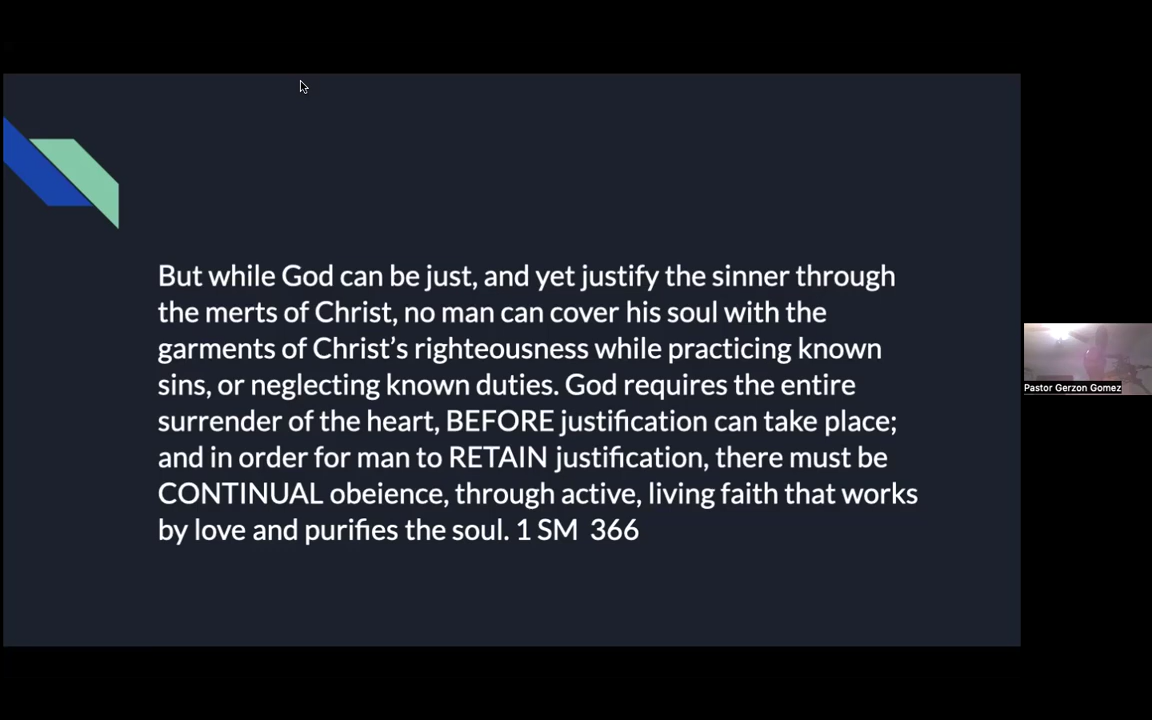 But while God can be just, and yet justify the sinner through
the merts of Christ, no man can cover his soul with the
garments of Christ’s righteousness while practicing known
sins, or neglecting known duties. God requires the entire
surrender of the heart, BEFORE justification can take place;
and in order for man to RETAIN justification, there must be
CONTINUAL obeience, through active, living faith that works
by love and purifies the soul. 1 SM  366
Pastor Gerzon Gomez